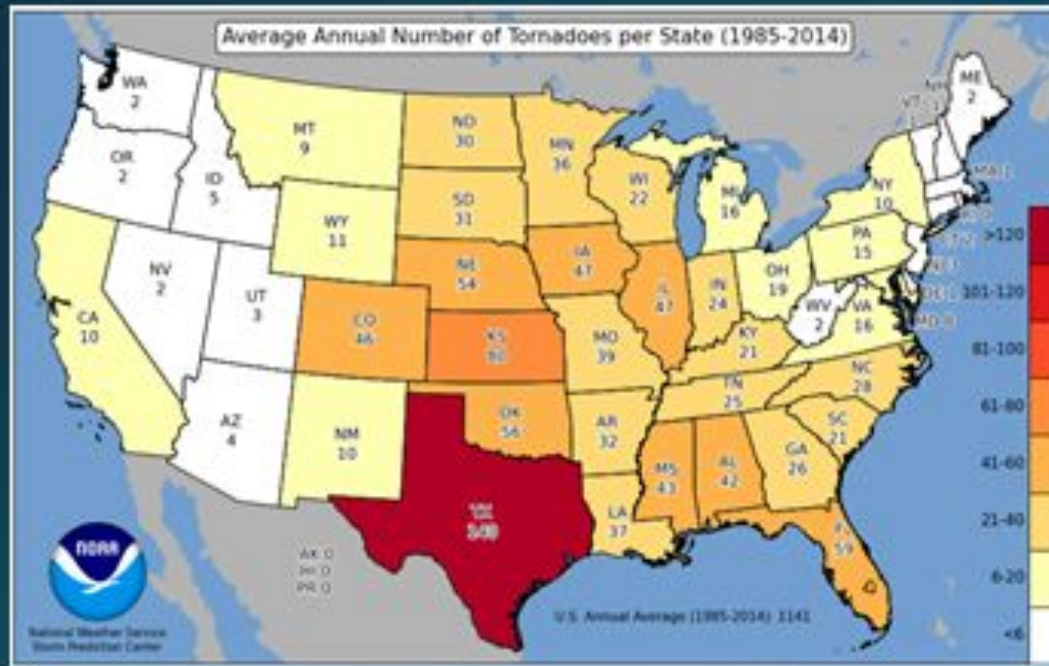 Average Annual Number of Tornadoes per State (1985-2014)
WA
2
OR
2
ID
5
MT
9
ND
30
MN
36
SD
31
WI
22
MI
16
NY
10
ME
2
VT
NH
MA
WY
11
NE
54
IA
47
IL
47
IN
24
OH
19
PA
15
NV
2
UT
3
CO
46
KS
80
MO
39
KY
21
WV
2
VA
16
CA
10
AZ
4
NM
10
OK
56
AR
32
TN
25
NC
28
SC
21
GA
26
AL
42
MS
43
LA
37
TX
FL
59
AK 0
HI 0
PR 0
>120
101-120
81-100
61-80
41-60
21-40
6-20
<6
NOAA
National Weather Service
Storm Prediction Center
U.S. Annual Average (1985-2014) 1141